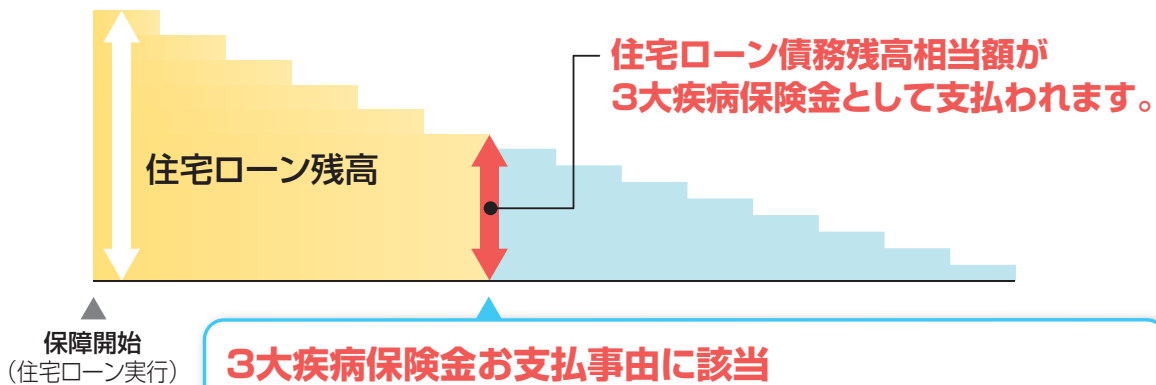 住宅ローン債務残高相当額が
3大疾病保険金として支払われます。
住宅ローン残高
保障開始
（住宅ローン実行）
3大疾病保険金お支払事由に該当